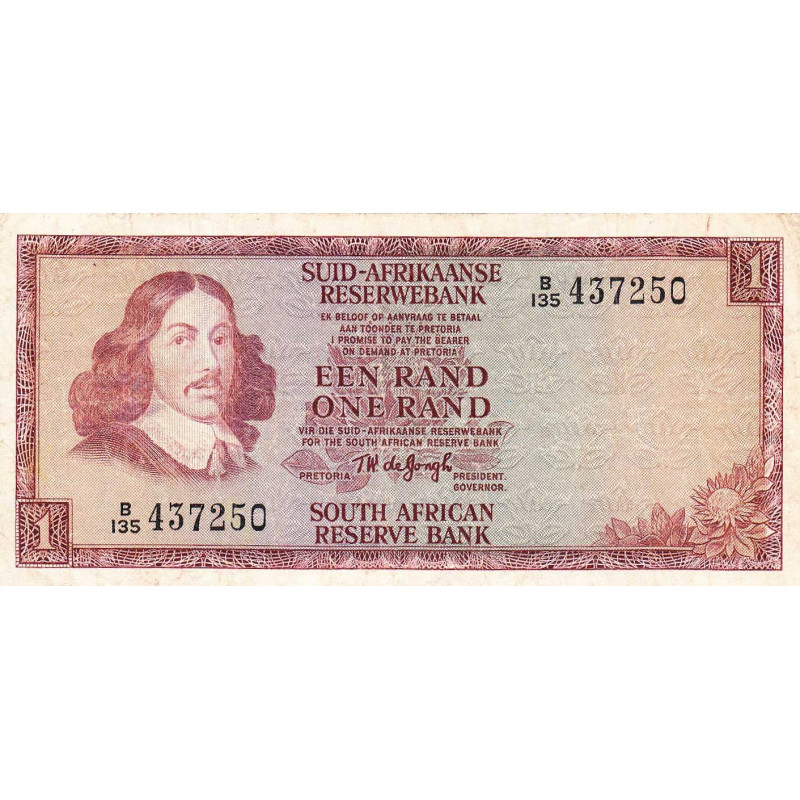 1
SUID-AFRIKAANSE
RESERWEBANK
B/135 437250
EK BELOOF OP AANVRAAG TE BETAAL
AAN TOONDER TE PRETORIA
I PROMISE TO PAY THE BEARER
ON DEMAND AT PRETORIA
EEN RAND
ONE RAND
VIR DIE SUID-AFRIKAANSE RESERWEBANK
FOR THE SOUTH AFRICAN RESERVE BANK
T W de Jongh
PRETORIA PRESIDENT.
GOVERNOR.
1
B/135 437250
SOUTH AFRICAN
RESERVE BANK